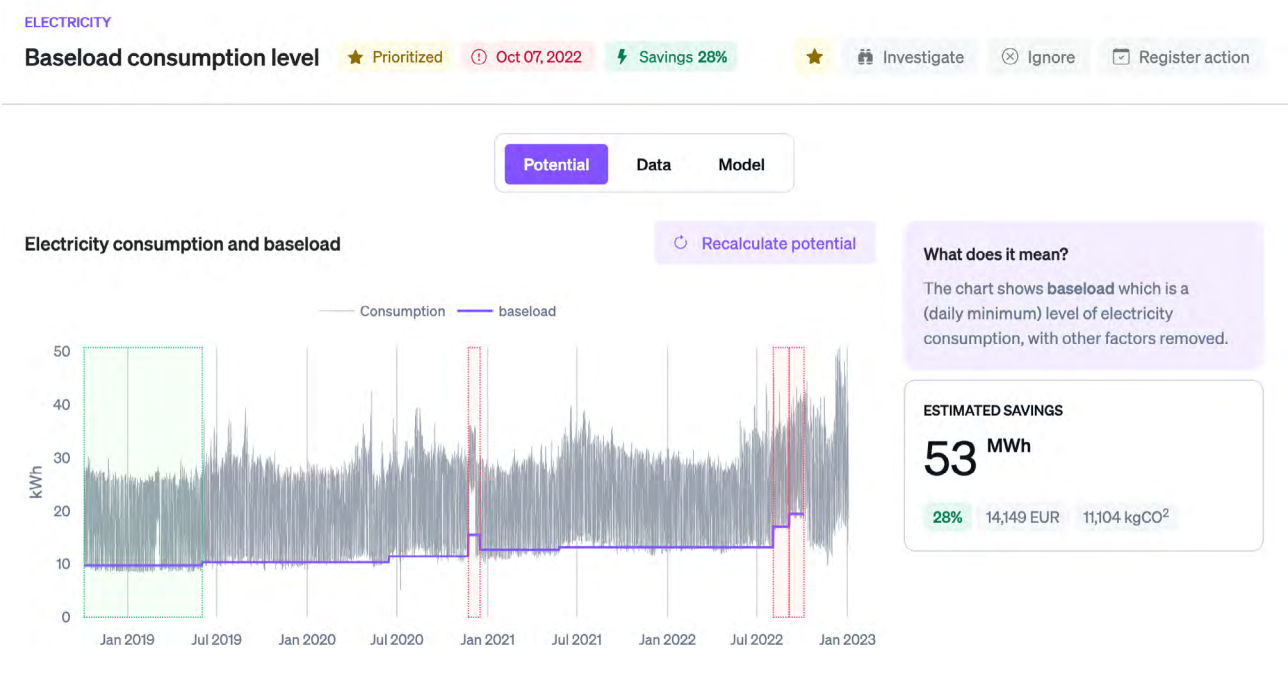 ELECTRICITY
Baseload consumption level
Prioritized
Oct 07, 2022
Savings 28%
Investigate
Ignore
Register action
Potential
Data
Model
Electricity consumption and baseload
Recalculate potential
Consumption
baseload
kWh
50
40
30
20
10
0
Jan 2019
Jul 2019
Jan 2020
Jul 2020
Jan 2021
Jul 2021
Jan 2022
Jul 2022
Jan 2023
What does it mean?
The chart shows baseload which is a
(daily minimum) level of electricity
consumption, with other factors removed.
ESTIMATED SAVINGS
53 MWh
28%
14,149 EUR
11,104 kgCO²